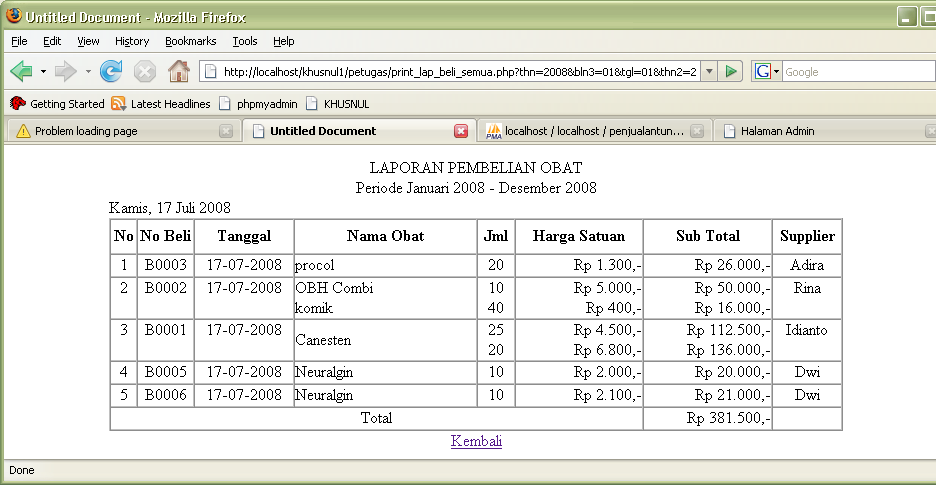 Untitled Document - Mozilla Firefox
File Edit View History Bookmarks Tools Help
http://localhost/khusnul1/petugas/print_lap_beli_semua.php?thn=2008&bln3=01&tgl=01&thn2=2 G Google
Getting Started Latest Headlines phpmyadmin KHUSNUL
Problem loading page Untitled Document PMA localhost / localhost / penjualantun... Halaman Admin
LAPORAN PEMBELIAN OBAT
Periode Januari 2008 - Desember 2008
Kamis, 17 Juli 2008
No No Beli Tanggal Nama Obat Jml Harga Satuan Sub Total Supplier
1 B0003 17-07-2008 procol 20 Rp 1.300,- Rp 26.000,- Adira
2 B0002 17-07-2008 OBH Combi 10 Rp 5.000,- Rp 50.000,- Rina
komik 40 Rp 400,- Rp 16.000,-
3 B0001 17-07-2008 Canesten 25 Rp 4.500,- Rp 112.500,- Idianto
20 Rp 6.800,- Rp 136.000,-
4 B0005 17-07-2008 Neuralgin 10 Rp 2.000,- Rp 20.000,- Dwi
5 B0006 17-07-2008 Neuralgin 10 Rp 2.100,- Rp 21.000,- Dwi
Total Rp 381.500,-
Kembali
Done